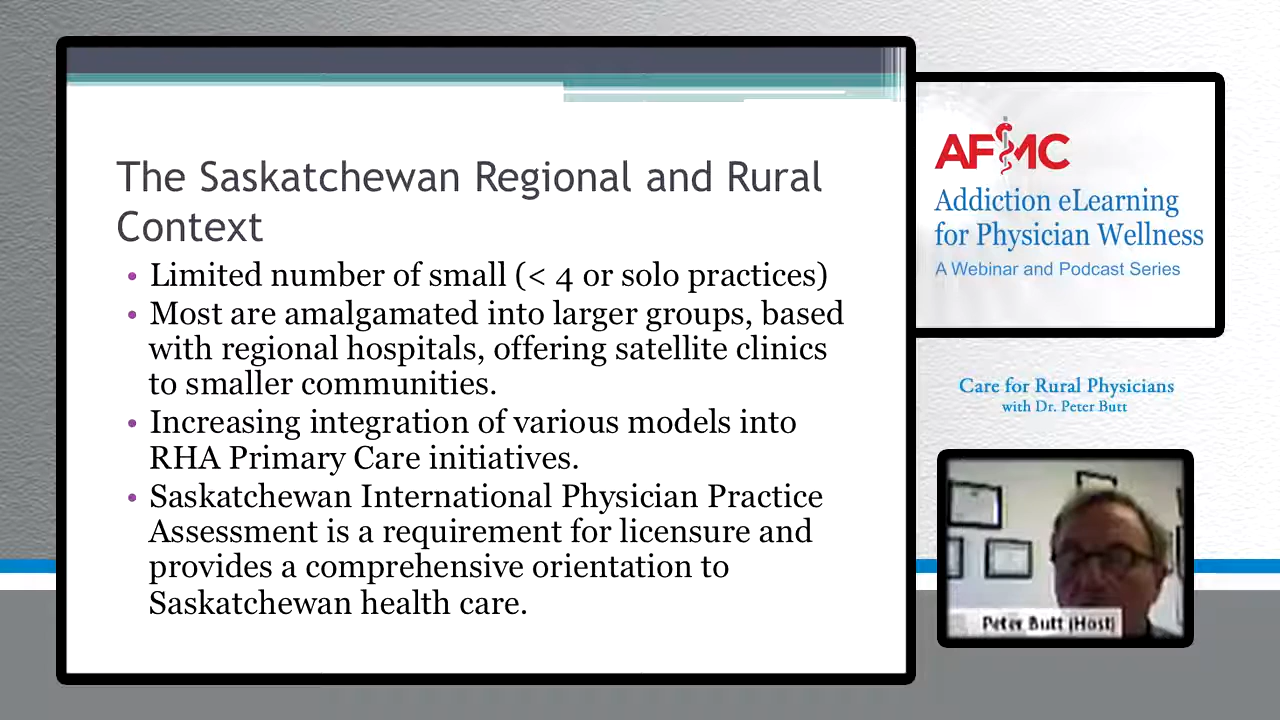 The Saskatchewan Regional and Rural
Context
• Limited number of small (< 4 or solo practices)
• Most are amalgamated into larger groups, based
with regional hospitals, offering satellite clinics
to smaller communities.
• Increasing integration of various models into
RHA Primary Care initiatives.
• Saskatchewan International Physician Practice
Assessment is a requirement for licensure and
provides a comprehensive orientation to
Saskatchewan health care.
AFMC
Addiction eLearning
for Physician Wellness
A Webinar and Podcast Series
Care for Rural Physicians
with Dr. Peter Butt
Peter Butt (Host)